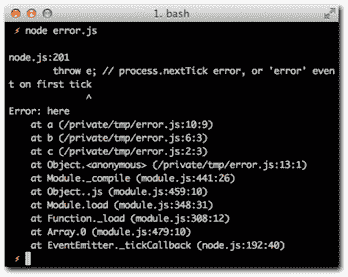 1. bash
⚡ node error.js
node.js:201
throw e; // process.nextTick error, or 'error' even
t on first tick
^
Error: here
at a (/private/tmp/error.js:10:9)
at b (/private/tmp/error.js:6:3)
at c (/private/tmp/error.js:2:3)
at Object.<anonymous> (/private/tmp/error.js:13:1)
at Module._compile (module.js:441:26)
at Object..js (module.js:459:10)
at Module.load (module.js:348:31)
at Function._load (module.js:308:12)
at Array.0 (module.js:479:10)
at EventEmitter._tickCallback (node.js:192:40)
⚡